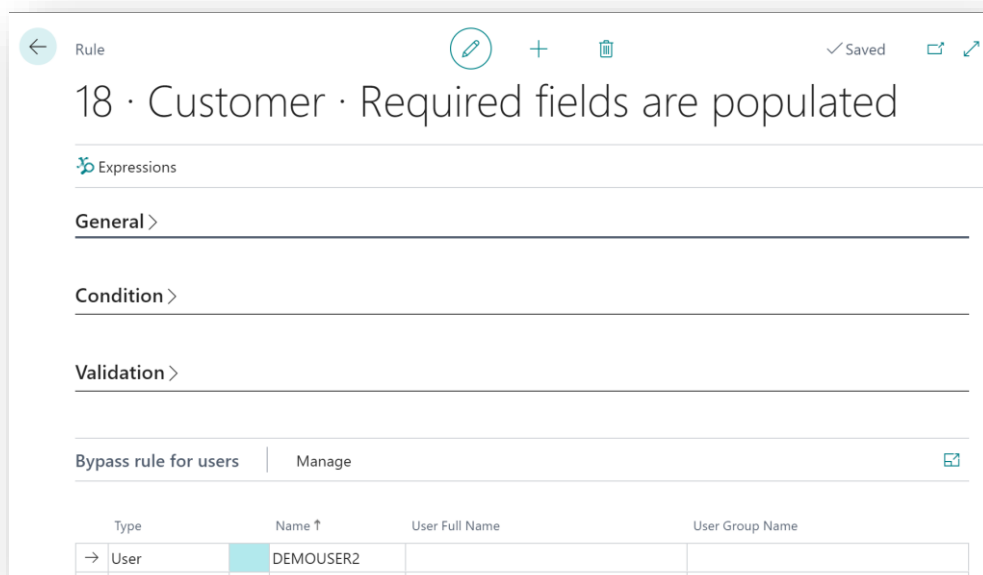 Rule
Saved
18 · Customer · Required fields are populated
Expressions
General
Condition
Validation
Bypass rule for users Manage
Type Name User Full Name User Group Name
User DEMOUSER2